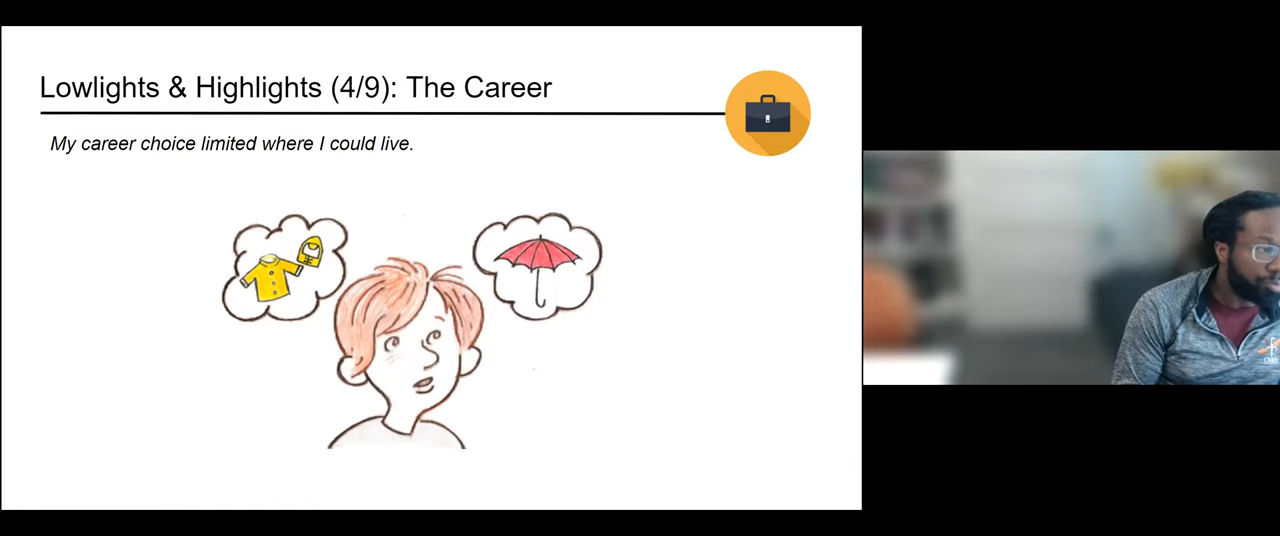 Lowlights & Highlights (4/9): The Career
My career choice limited where I could live.